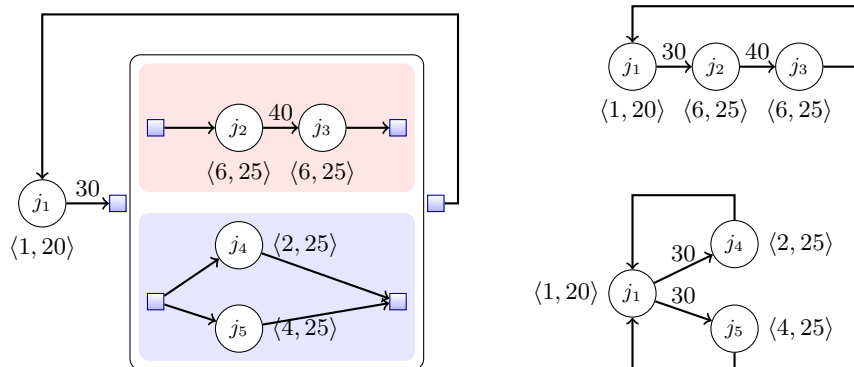 40
j2 j3
⟨6, 25⟩ ⟨6, 25⟩
30
j1
⟨1, 20⟩
j4 ⟨2, 25⟩
j5 ⟨4, 25⟩
30 40
j1 j2 j3
⟨1, 20⟩ ⟨6, 25⟩ ⟨6, 25⟩
j4 ⟨2, 25⟩
30
⟨1, 20⟩ j1
30
j5 ⟨4, 25⟩